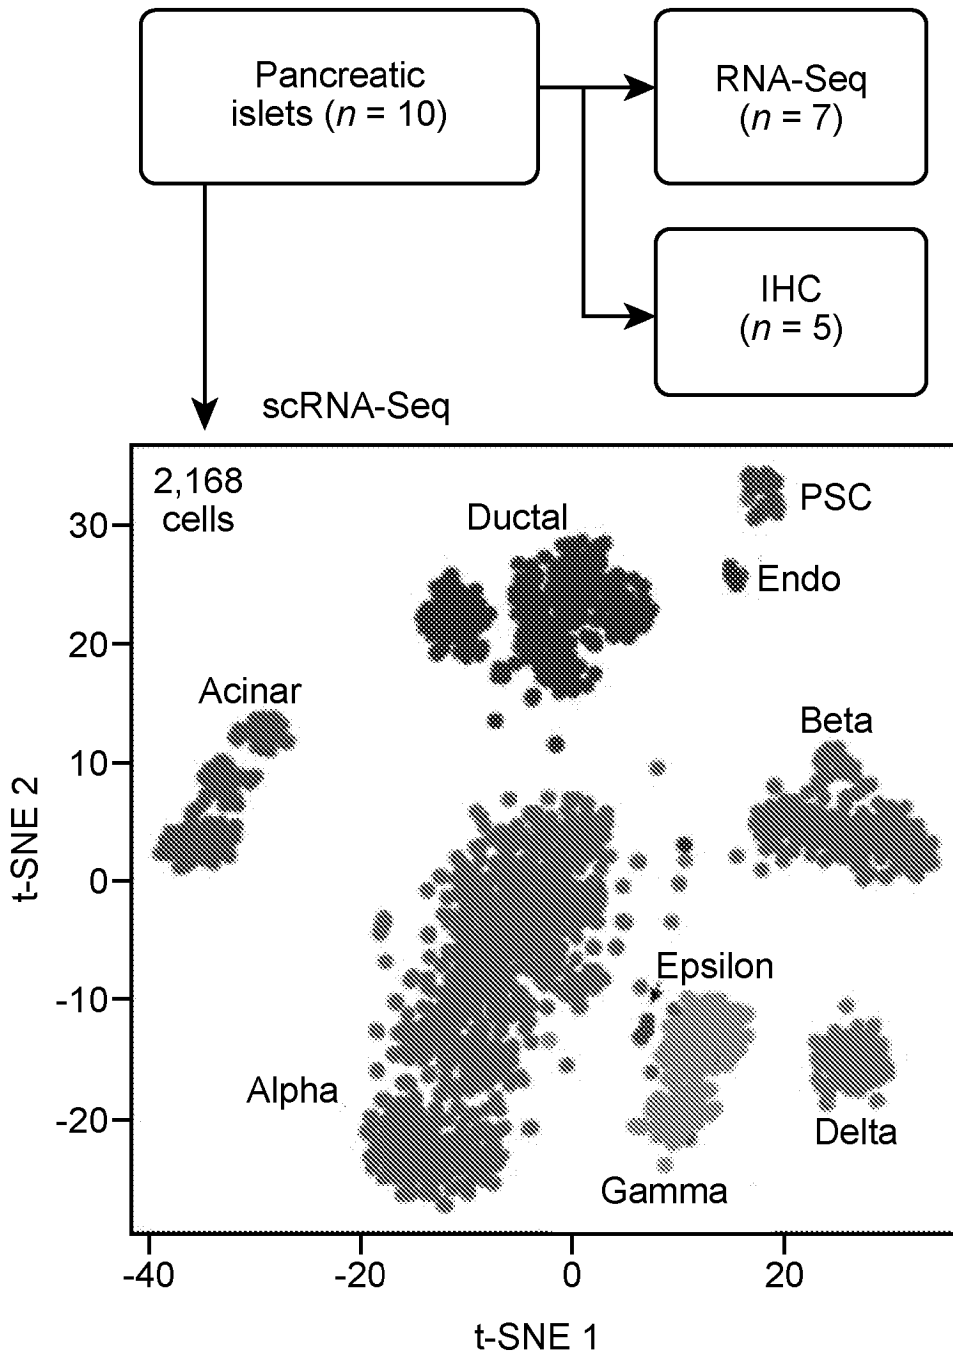 Pancreatic
islets (n = 10)
RNA-Seq
(n = 7)
IHC
(n = 5)
scRNA-Seq
2,168
cells
Ductal
PSC
Endo
Acinar
Beta
Epsilon
Alpha
Delta
Gamma
30
20
10
0
-10
-20
t-SNE 2
-40
-20
0
20
t-SNE 1